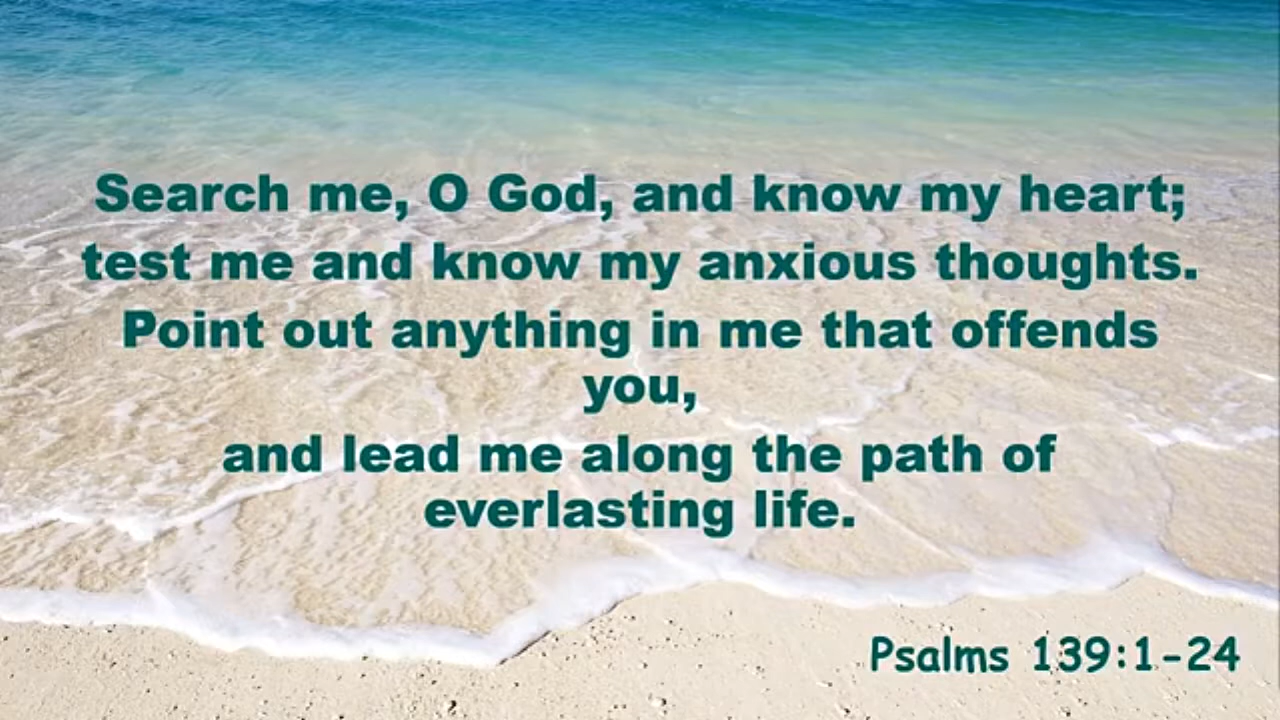 Search me, O God, and know my heart;
test me and know my anxious thoughts.
Point out anything in me that offends
you,
and lead me along the path of
everlasting life.
Psalms 139:1-24